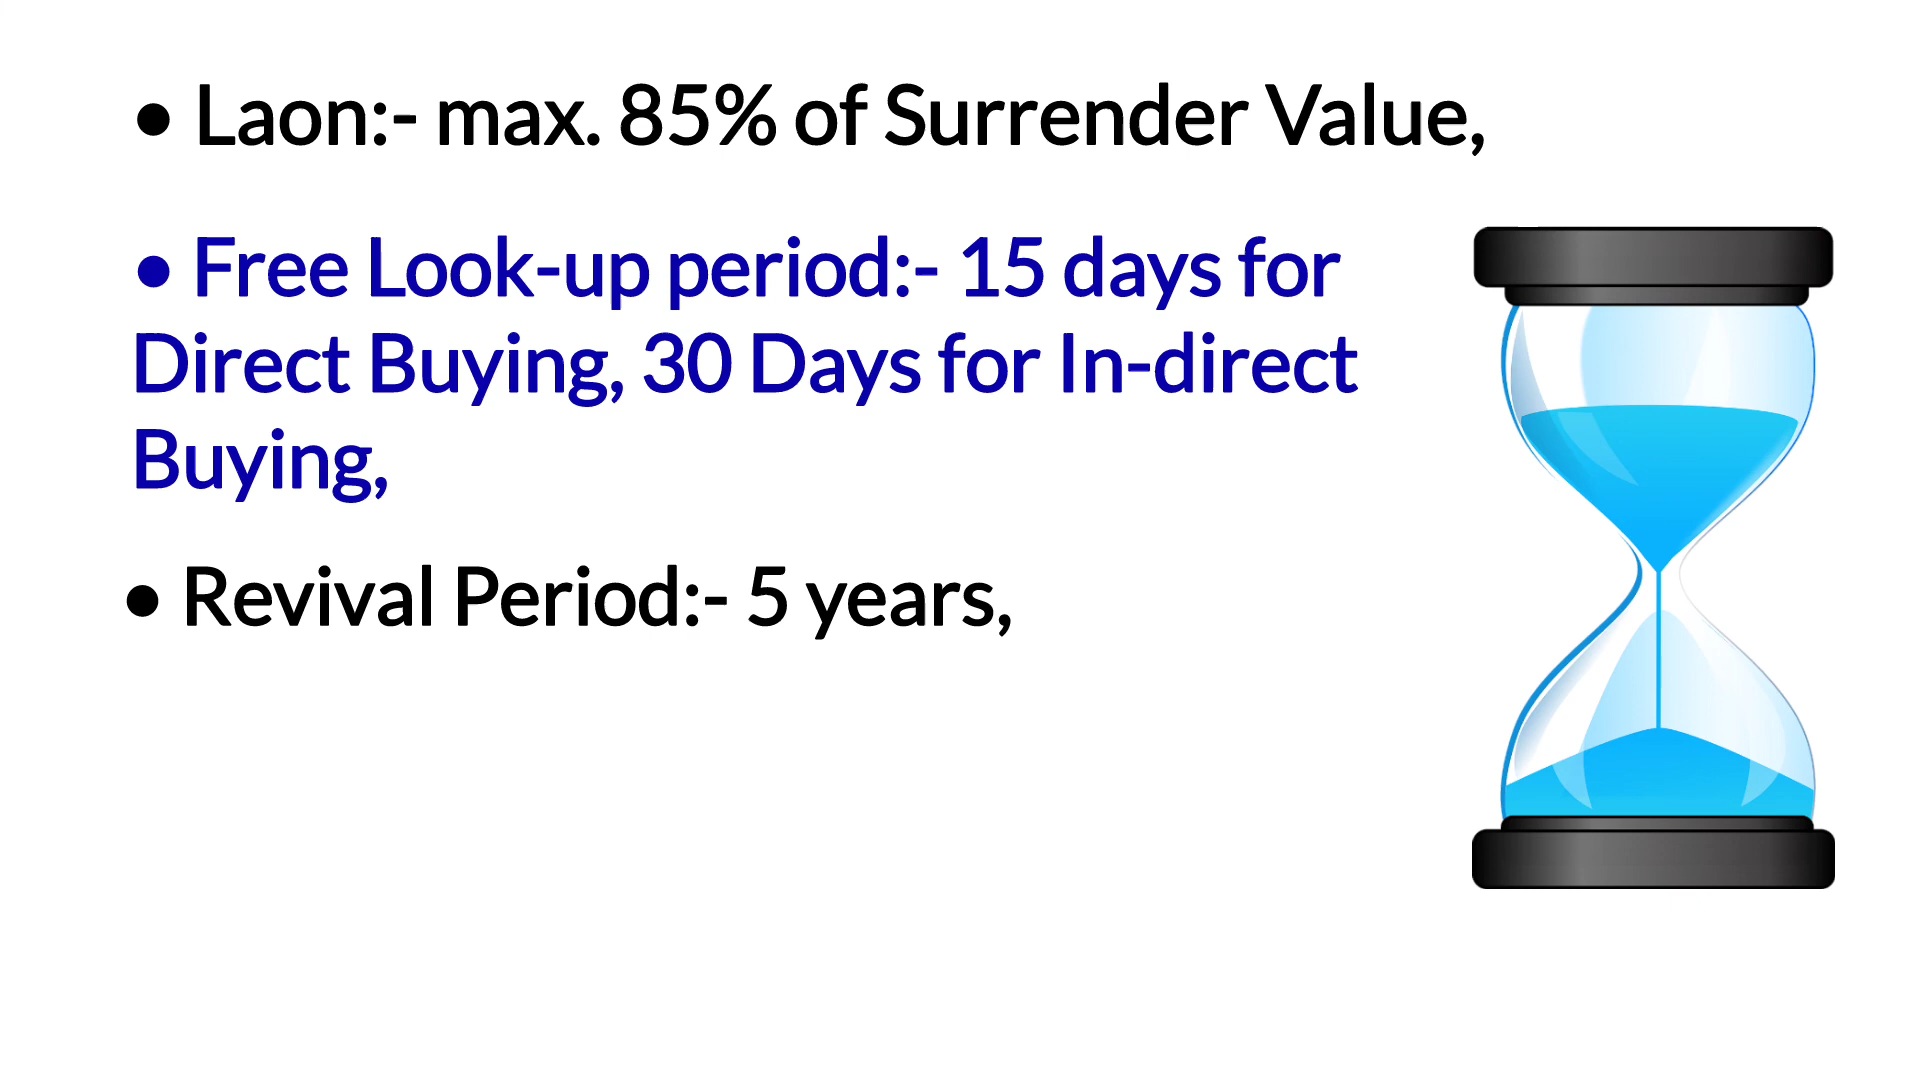 • Laon:- max. 85% of Surrender Value,
• Free Look-up period:- 15 days for
Direct Buying, 30 Days for In-direct
Buying,
• Revival Period:- 5 years,